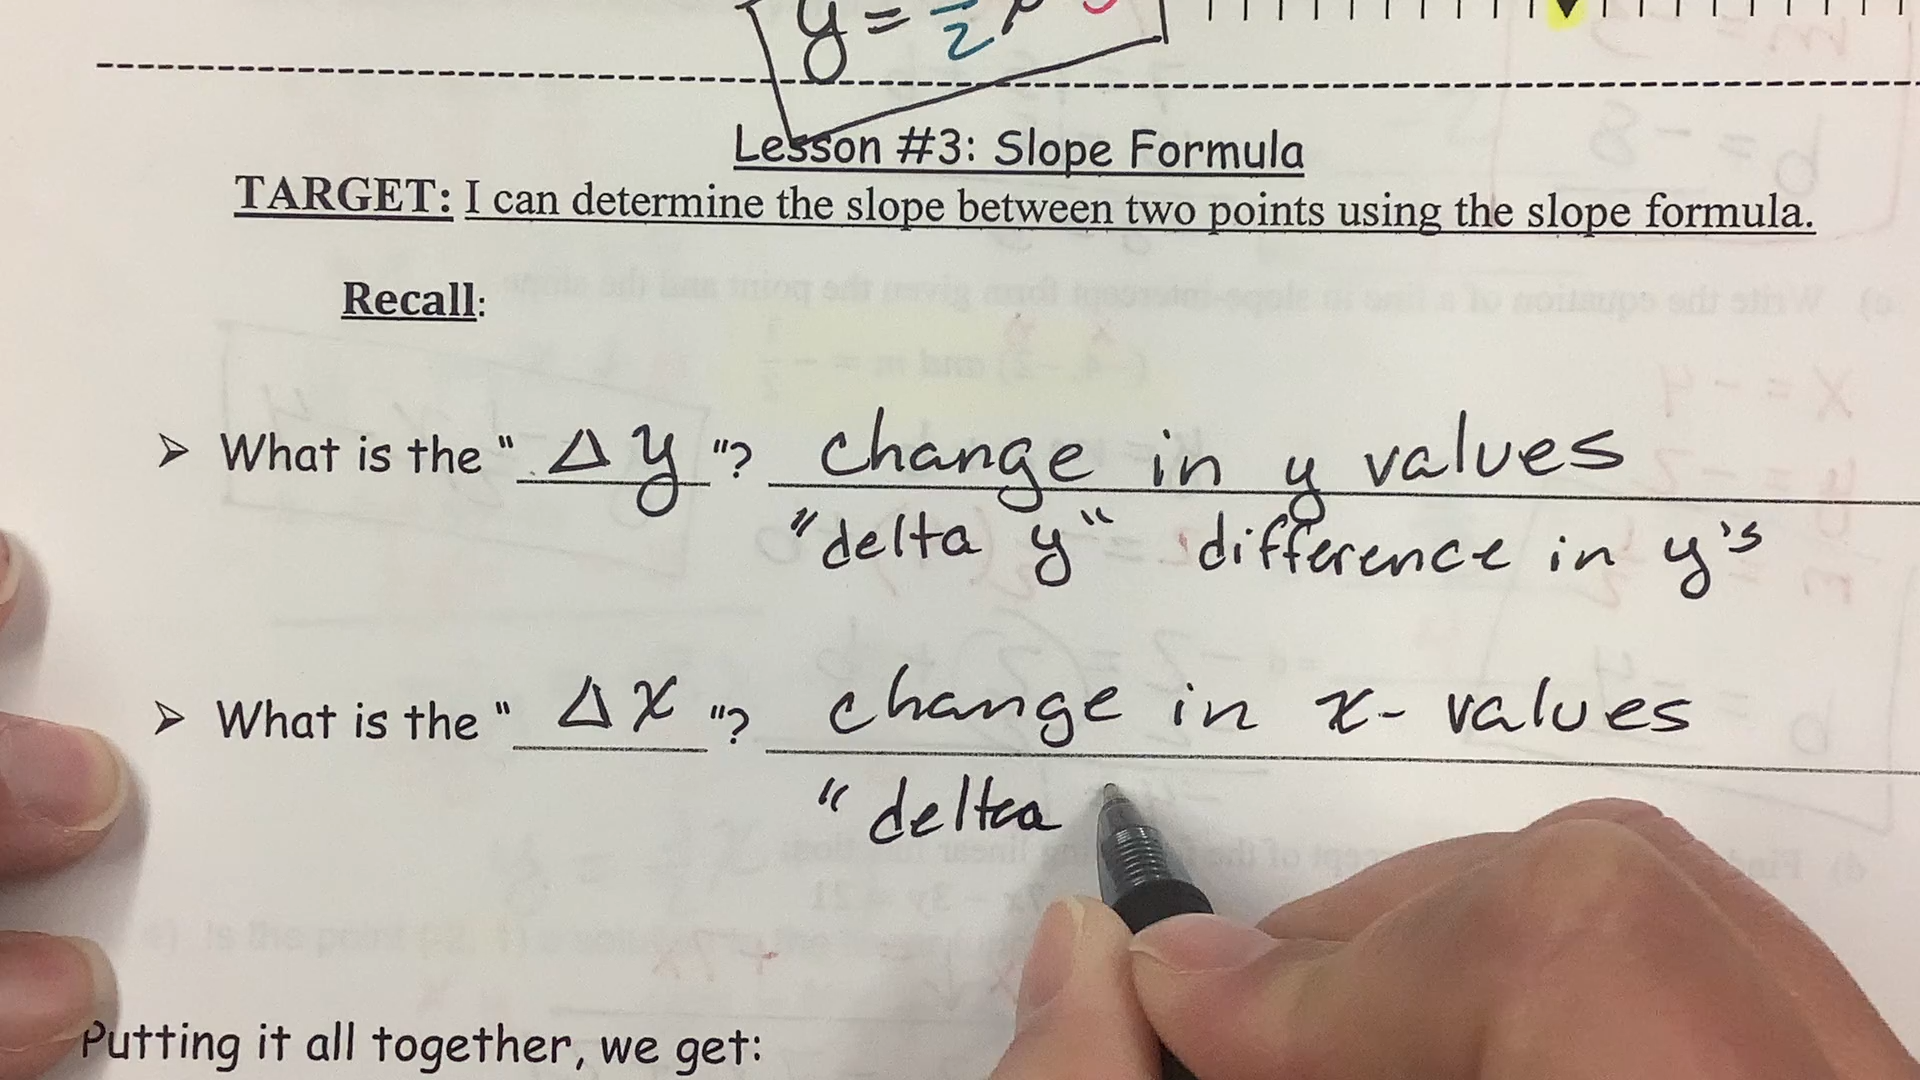 y = 1/2
Lesson #3: Slope Formula
TARGET: I can determine the slope between two points using the slope formula.
Recall:
➢ What is the " Δy "? change in y values
"delta y" difference in y's
➢ What is the " Δx "? change in x-values
"delta
Putting it all together, we get: